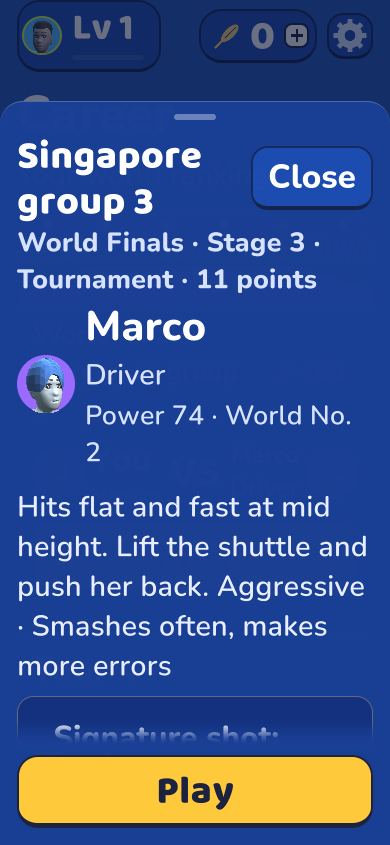 Lv 1
0
Career
Singapore
group 3
Close
World Finals · Stage 3 ·
Tournament · 11 points
Marco
Driver
Power 74 · World No.
2
Hits flat and fast at mid
height. Lift the shuttle and
push her back. Aggressive
· Smashes often, makes
more errors
Signature shot:
Play